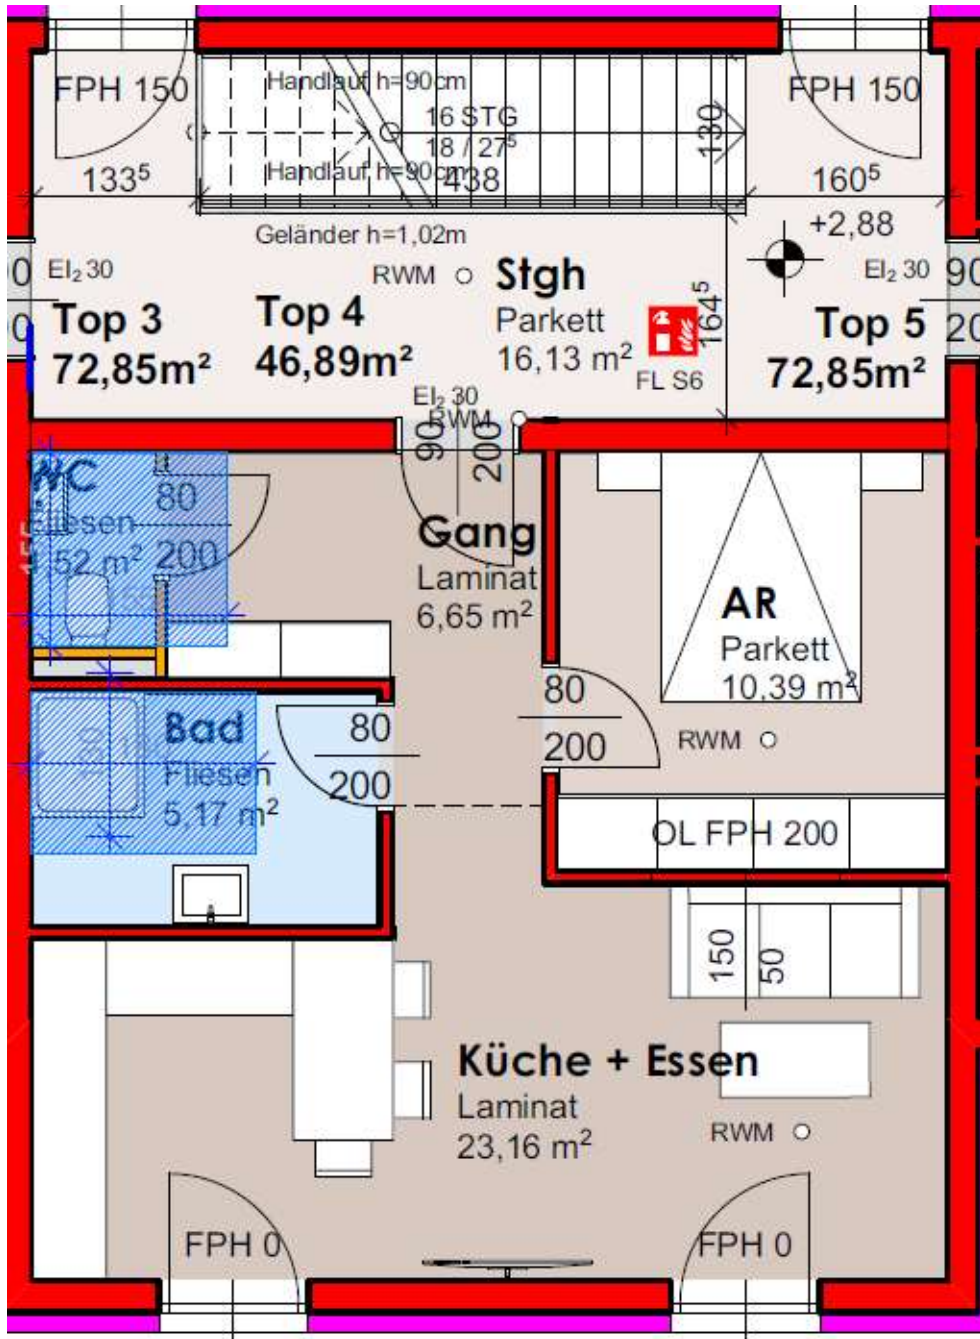 FPH 150
FPH 150
Handlauf h=90cm
16 STG
18 / 27⁵
130
Handlauf h=90cm
438
133⁵
160⁵
+2,88
Geländer h=1,02m
EI₂ 30
RWM
Stgh
EI₂ 30
90
Top 3
72,85m²
Top 4
46,89m²
Parkett
16,13 m²
164⁵
Top 5
72,85m²
20
FL S6
EI₂ 30
RWM
90
200
WC
Fliesen
52 m²
80
200
Gang
Laminat
6,65 m²
AR
Parkett
10,39 m²
80
200
RWM
Bad
Fliesen
5,17 m²
80
200
OL FPH 200
150
50
Küche + Essen
Laminat
23,16 m²
RWM
FPH 0
FPH 0